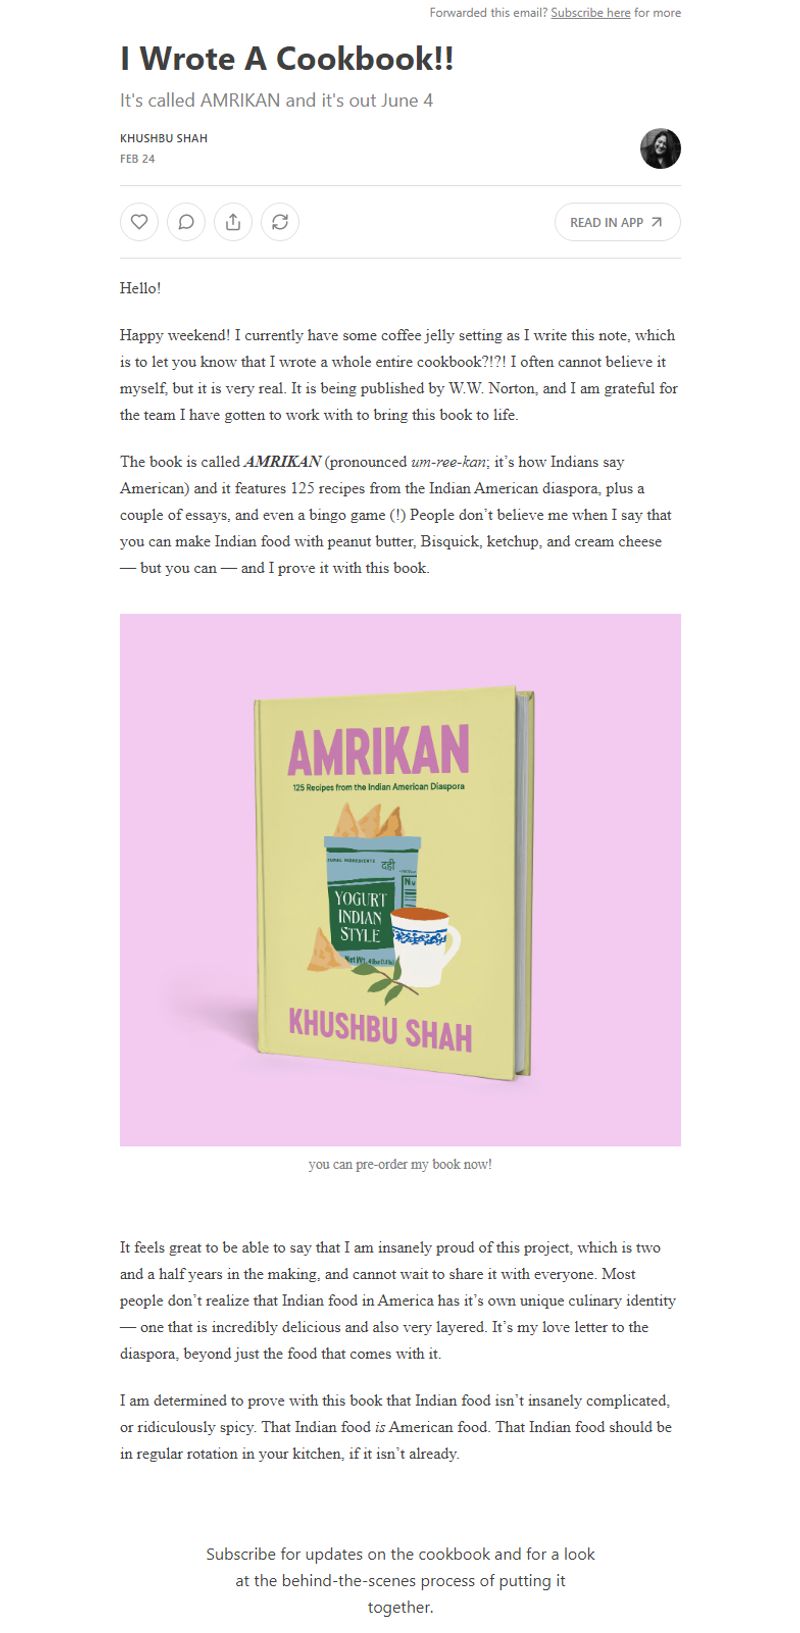 Forwarded this email? Subscribe here for more
I Wrote A Cookbook!!
It's called AMRIKAN and it's out June 4
KHUSHBU SHAH
FEB 24
READ IN APP
Hello!
Happy weekend! I currently have some coffee jelly setting as I write this note, which
is to let you know that I wrote a whole entire cookbook?!?! I often cannot believe it
myself, but it is very real. It is being published by W.W. Norton, and I am grateful for
the team I have gotten to work with to bring this book to life.
The book is called AMRIKAN (pronounced um-ree-kan; it’s how Indians say
American) and it features 125 recipes from the Indian American diaspora, plus a
couple of essays, and even a bingo game (!) People don’t believe me when I say that
you can make Indian food with peanut butter, Bisquick, ketchup, and cream cheese
— but you can — and I prove it with this book.
AMRIKAN
125 Recipes from the Indian American Diaspora
INGREDIENTS
दही
Nu
YOGURT
INDIAN
STYLE
Net Wt. 4 lbs
KHUSHBU SHAH
you can pre-order my book now!
It feels great to be able to say that I am insanely proud of this project, which is two
and a half years in the making, and cannot wait to share it with everyone. Most
people don’t realize that Indian food in America has it’s own unique culinary identity
— one that is incredibly delicious and also very layered. It’s my love letter to the
diaspora, beyond just the food that comes with it.
I am determined to prove with this book that Indian food isn’t insanely complicated,
or ridiculously spicy. That Indian food is American food. That Indian food should be
in regular rotation in your kitchen, if it isn’t already.
Subscribe for updates on the cookbook and for a look
at the behind-the-scenes process of putting it
together.